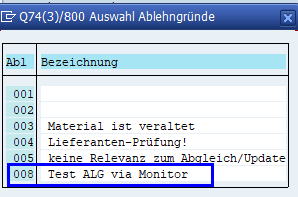 Q74(3)/800 Auswahl Ablehngründe
Abl Bezeichnung
001
002
003 Material ist veraltet
004 Lieferanten-Prüfung!
005 keine Relevanz zum Abgleich/Update
008 Test ALG via Monitor